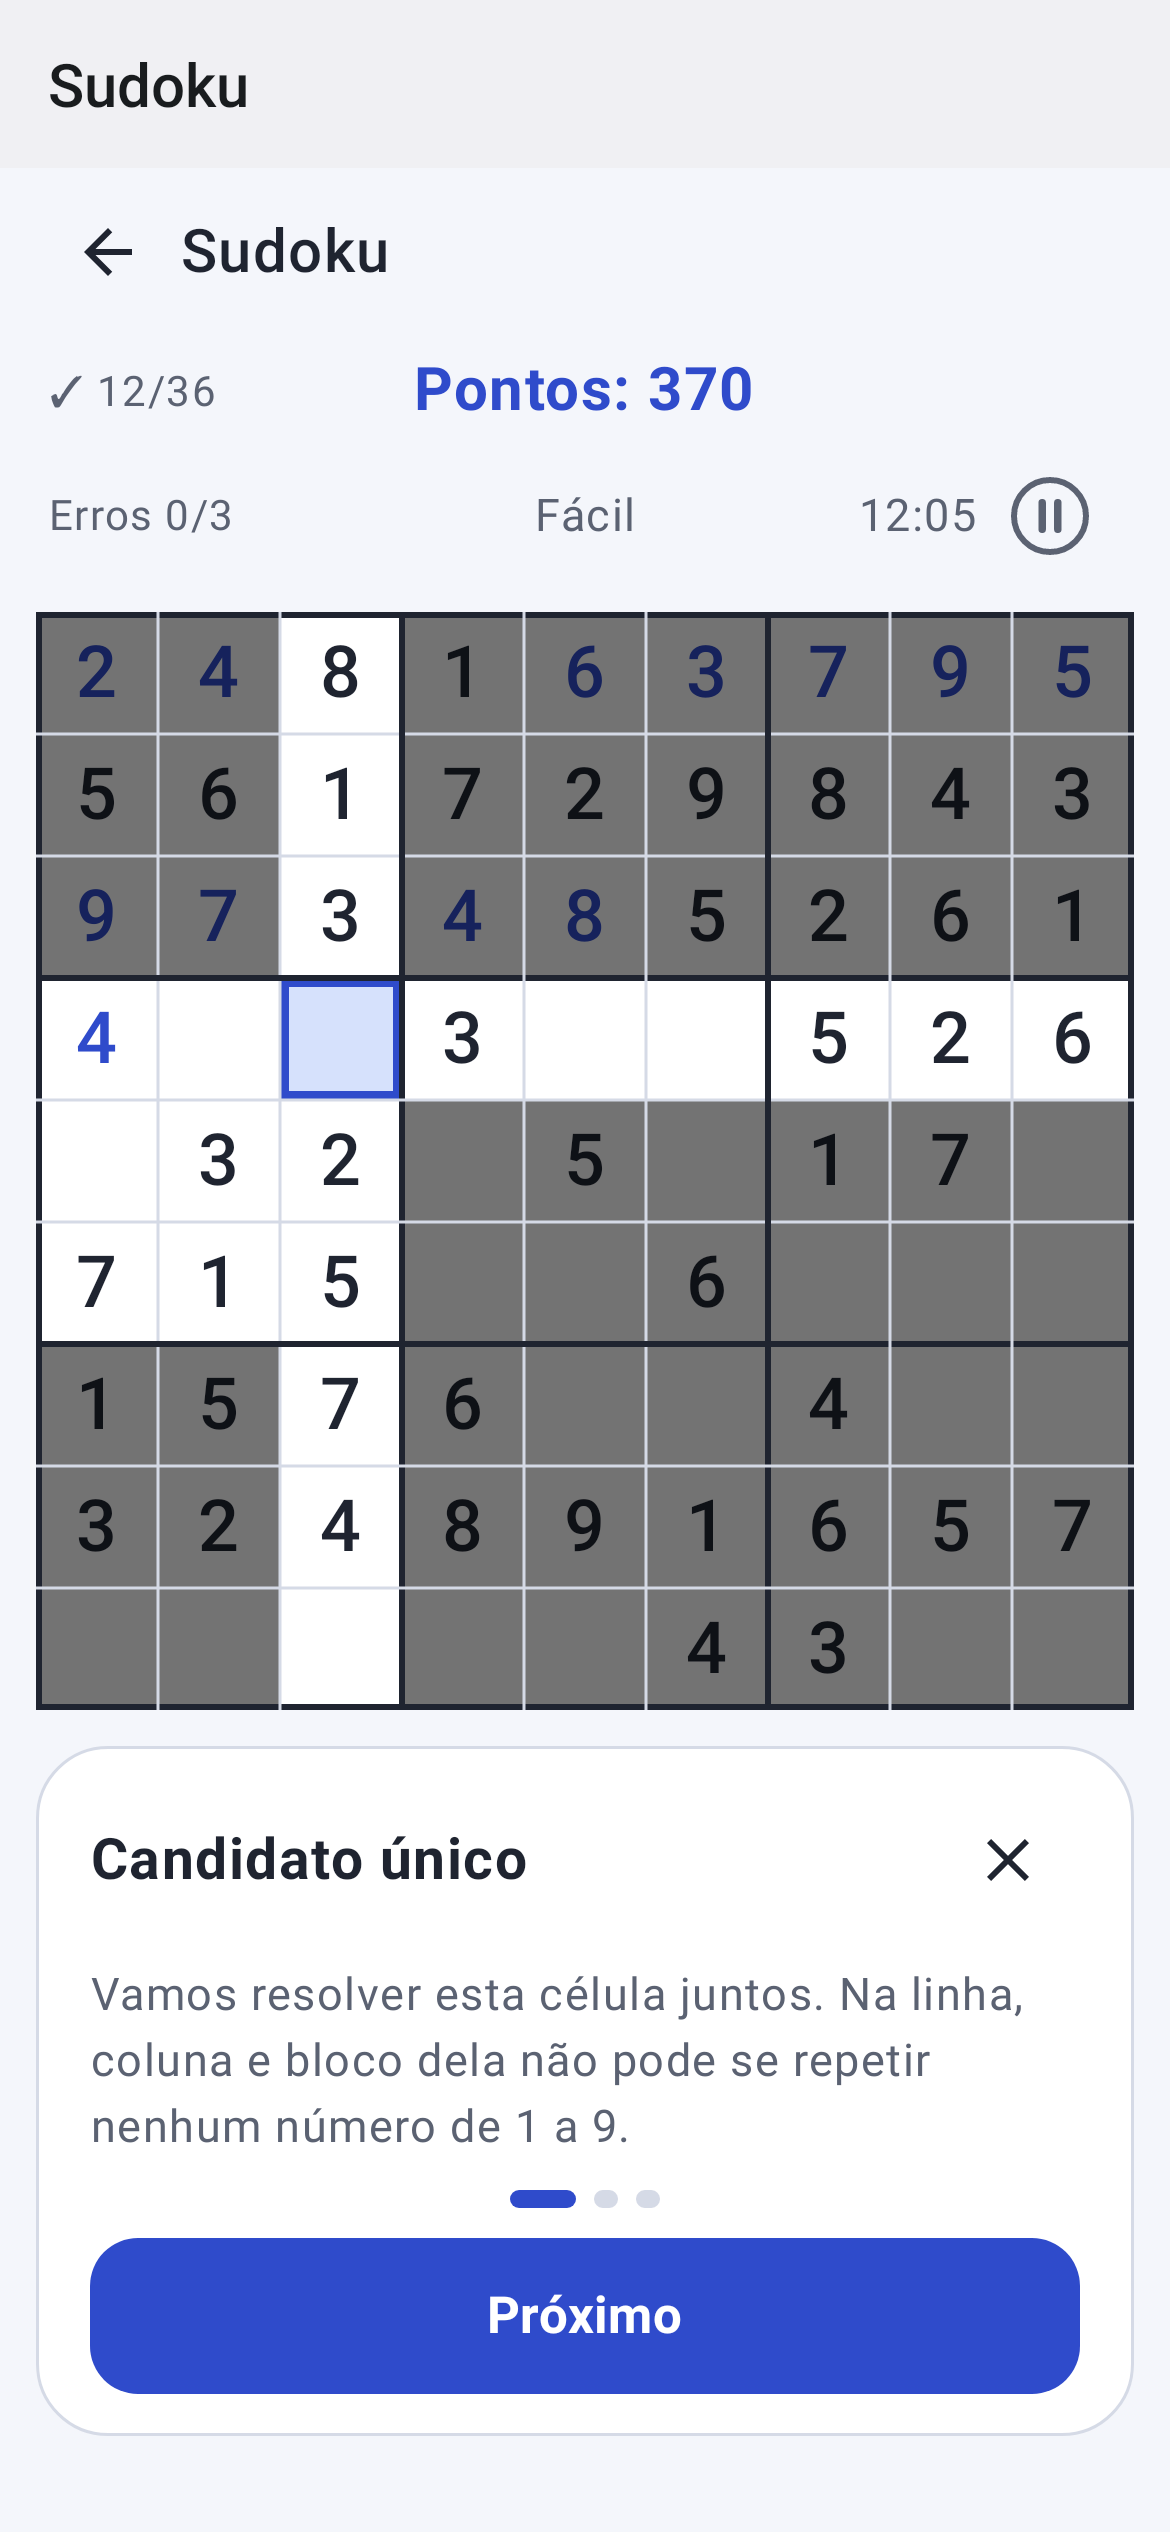 Sudoku
← Sudoku
✓ 12/36 Pontos: 370
Erros 0/3 Fácil 12:05
2 4 8 1 6 3 7 9 5
5 6 1 7 2 9 8 4 3
9 7 3 4 8 5 2 6 1
4 3 5 2 6
3 2 5 1 7
7 1 5 6
1 5 7 6 4
3 2 4 8 9 1 6 5 7
4 3
Candidato único
Vamos resolver esta célula juntos. Na linha,
coluna e bloco dela não pode se repetir
nenhum número de 1 a 9.
Próximo